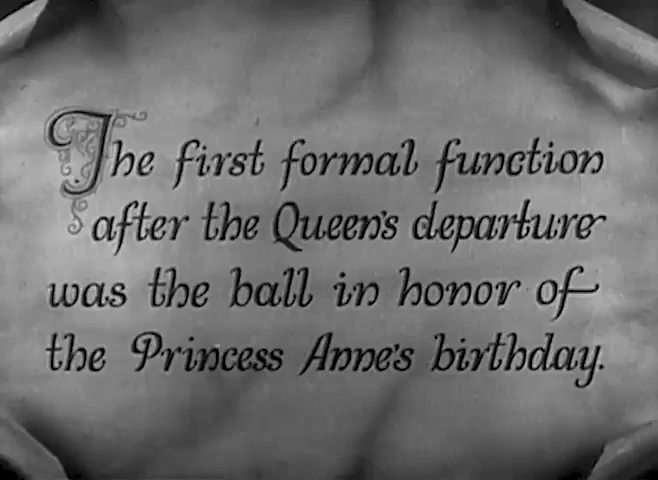 The first formal function
after the Queen's departure
was the ball in honor of
the Princess Anne's birthday.